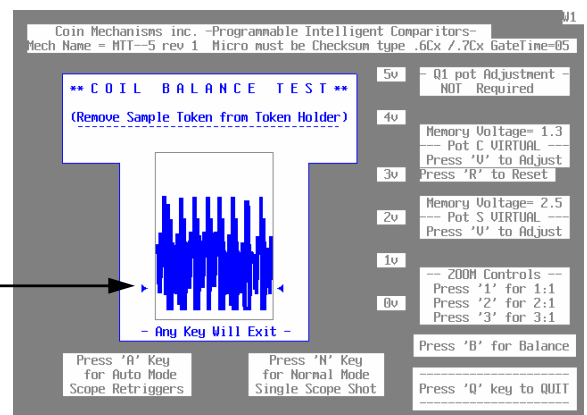 W1
Coin Mechanisms inc. -Programmable Intelligent Comparitors-
Mech Name = MTT--5 rev 1 Micro must be Checksum type .6Cx /.7Cx GateTime=05
** C O I L B A L A N C E T E S T **
(Remove Sample Token from Token Holder)
- Any Key Will Exit -
Press 'A' Key
for Auto Mode
Scope Retriggers
Press 'N' Key
for Normal Mode
Single Scope Shot
5v
4v
3v
2v
1v
0v
- Q1 pot Adjustment -
NOT Required
Memory Voltage= 1.3
--- Pot C VIRTUAL ---
Press 'V' to Adjust
Press 'R' to Reset
Memory Voltage= 2.5
--- Pot S VIRTUAL ---
Press 'V' to Adjust
-- ZOOM Controls --
Press '1' for 1:1
Press '2' for 2:1
Press '3' for 3:1
Press 'B' for Balance
Press 'Q' key to QUIT